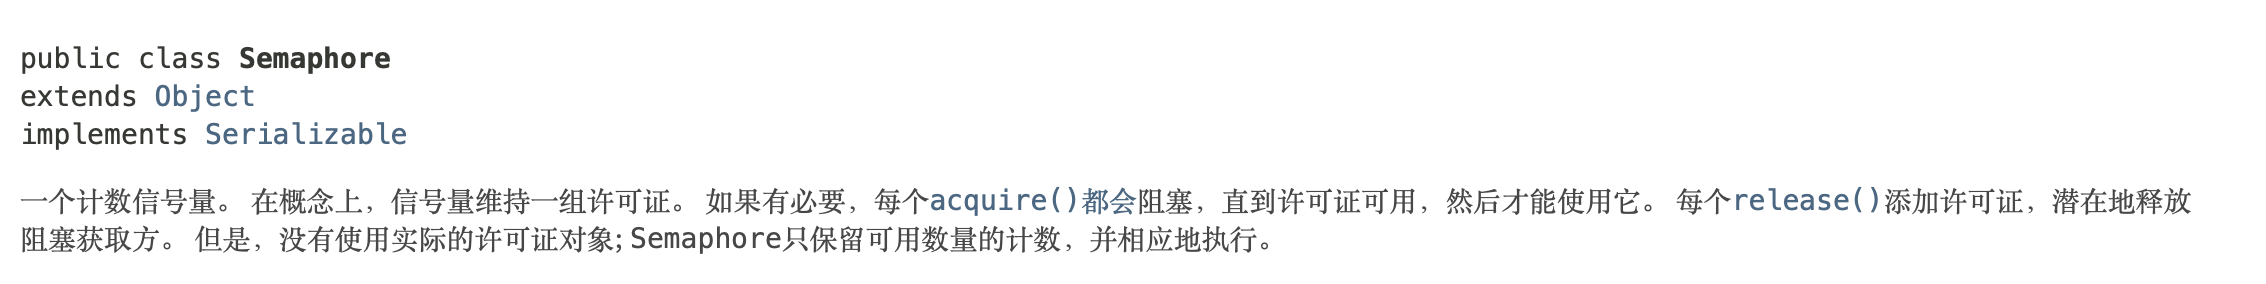 public class Semaphore
extends Object
implements Serializable
一个计数信号量。 在概念上，信号量维持一组许可证。 如果有必要，每个acquire()都会阻塞，直到许可证可用，然后才能使用它。 每个release()添加许可证，潜在地释放
阻塞获取方。 但是，没有使用实际的许可证对象; Semaphore只保留可用数量的计数，并相应地执行。